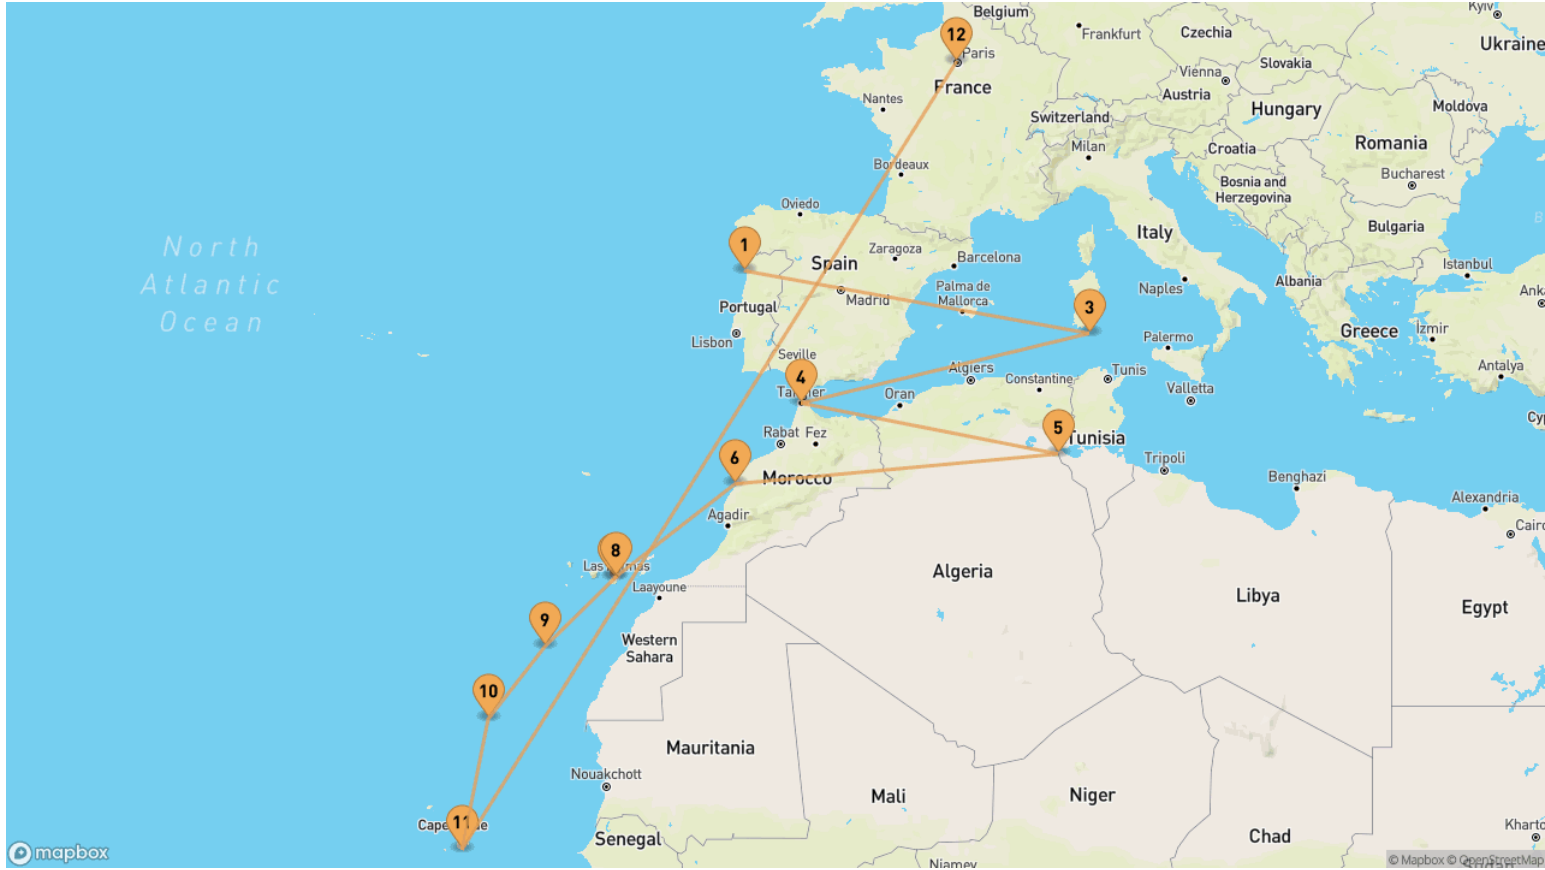 Belgium
Kyiv
12
Frankfurt
Czechia
Ukraine
Paris
Slovakia
Vienna
France
Austria
Nantes
Hungary
Moldova
Switzerland
Milan
Croatia
Romania
Bordeaux
Bucharest
Bosnia and
Herzegovina
Oviedo
Bulgaria
Italy
North
Atlantic
Ocean
1
Zaragoza
Spain
Barcelona
Istanbul
Albania
Naples
Palma de
Mallorca
Madrid
Portugal
3
Greece
İzmir
Lisbon
Palermo
Seville
Algiers
Tunis
Antalya
4
Constantine
Valletta
Oran
5
Tunisia
Rabat
Fez
6
Tripoli
Morocco
Benghazi
Alexandria
Agadir
8
Algeria
Laayoune
Libya
Egypt
9
Western
Sahara
10
Mauritania
Nouakchott
Mali
Niger
11
Senegal
Chad
mapbox
Niamey
© Mapbox © OpenStreetMap